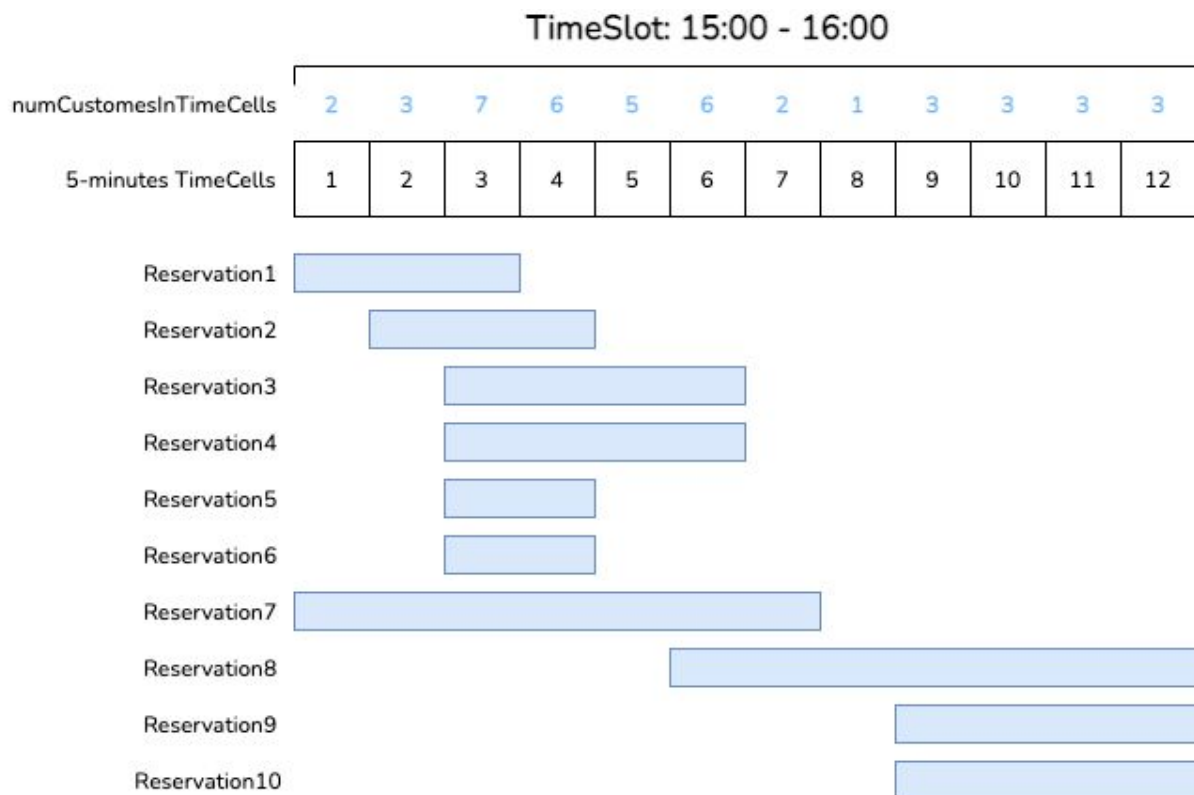 TimeSlot: 15:00 - 16:00
numCustomesInTimeCells 2 3 7 6 5 6 2 1 3 3 3 3
5-minutes TimeCells 1 2 3 4 5 6 7 8 9 10 11 12
Reservation1
Reservation2
Reservation3
Reservation4
Reservation5
Reservation6
Reservation7
Reservation8
Reservation9
Reservation10